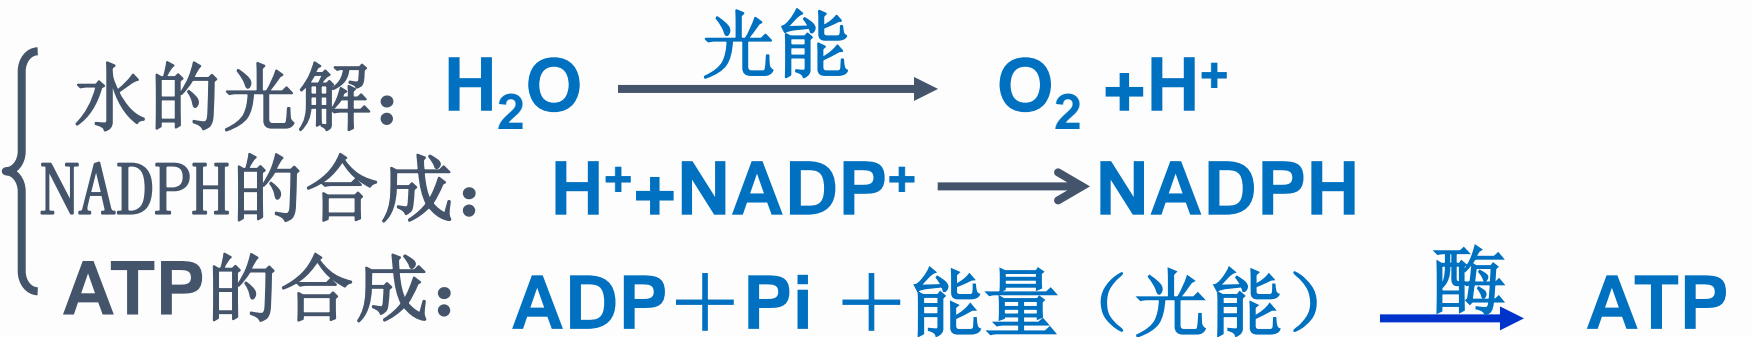 水的光解：H₂O 光能→ O₂ +H⁺
NADPH的合成：H⁺+NADP⁺ → NADPH
ATP的合成：ADP＋Pi ＋能量（光能） 酶→ ATP